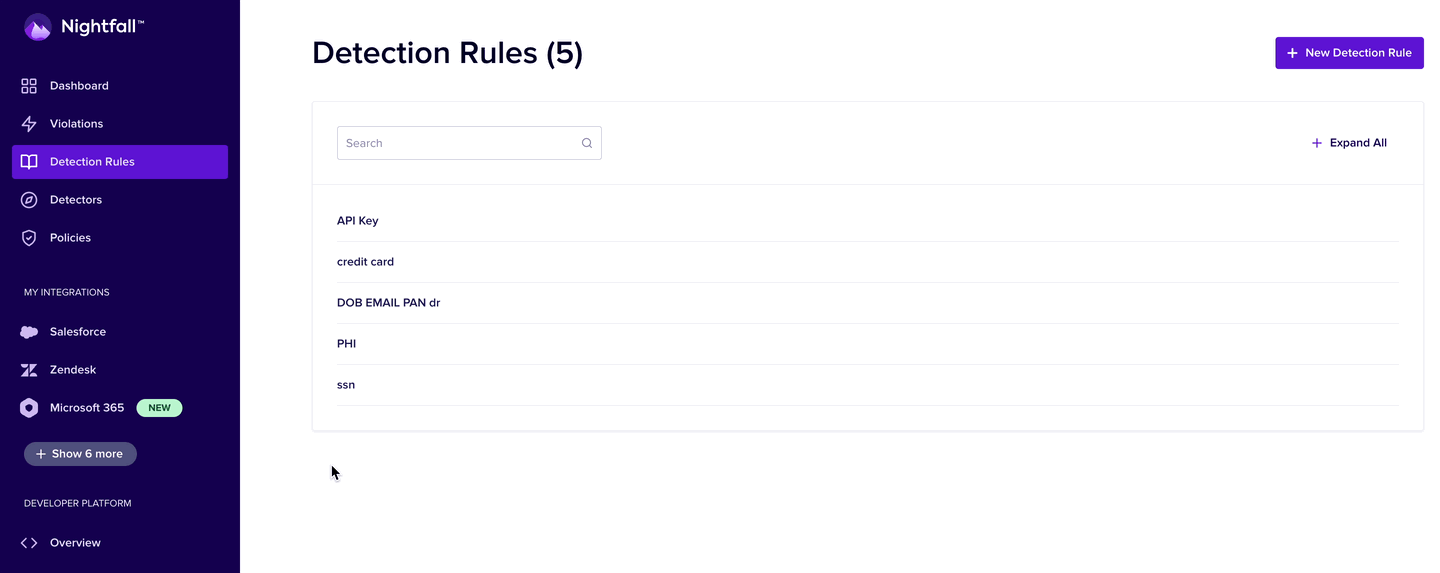 Nightfall™
Dashboard
Violations
Detection Rules
Detectors
Policies
MY INTEGRATIONS
Salesforce
Zendesk
Microsoft 365 NEW
+ Show 6 more
DEVELOPER PLATFORM
Overview
Detection Rules (5)
+ New Detection Rule
Search
+ Expand All
API Key
credit card
DOB EMAIL PAN dr
PHI
ssn